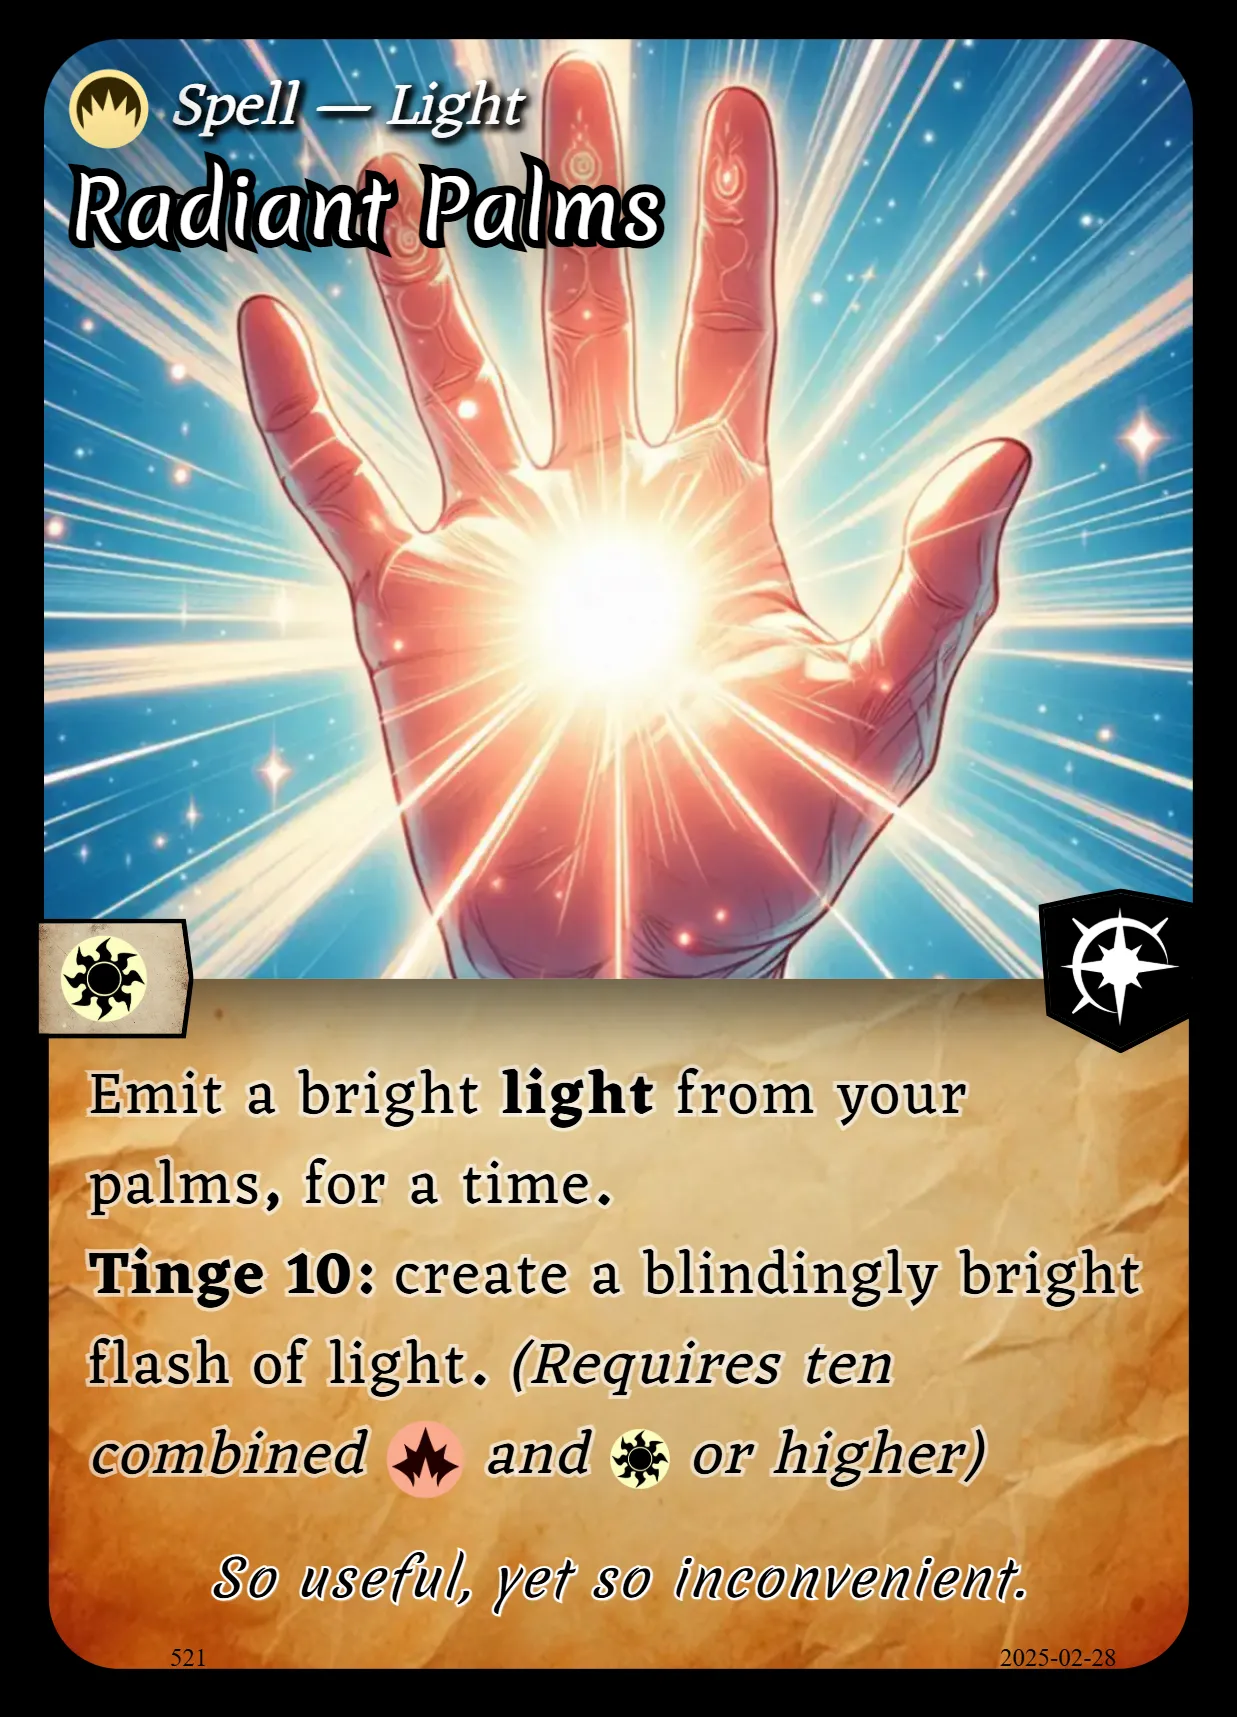 Spell — Light
Radiant Palms
Emit a bright light from your
palms, for a time.
Tinge 10: create a blindingly bright
flash of light. (Requires ten
combined and or higher)
So useful, yet so inconvenient.
521
2025-02-28